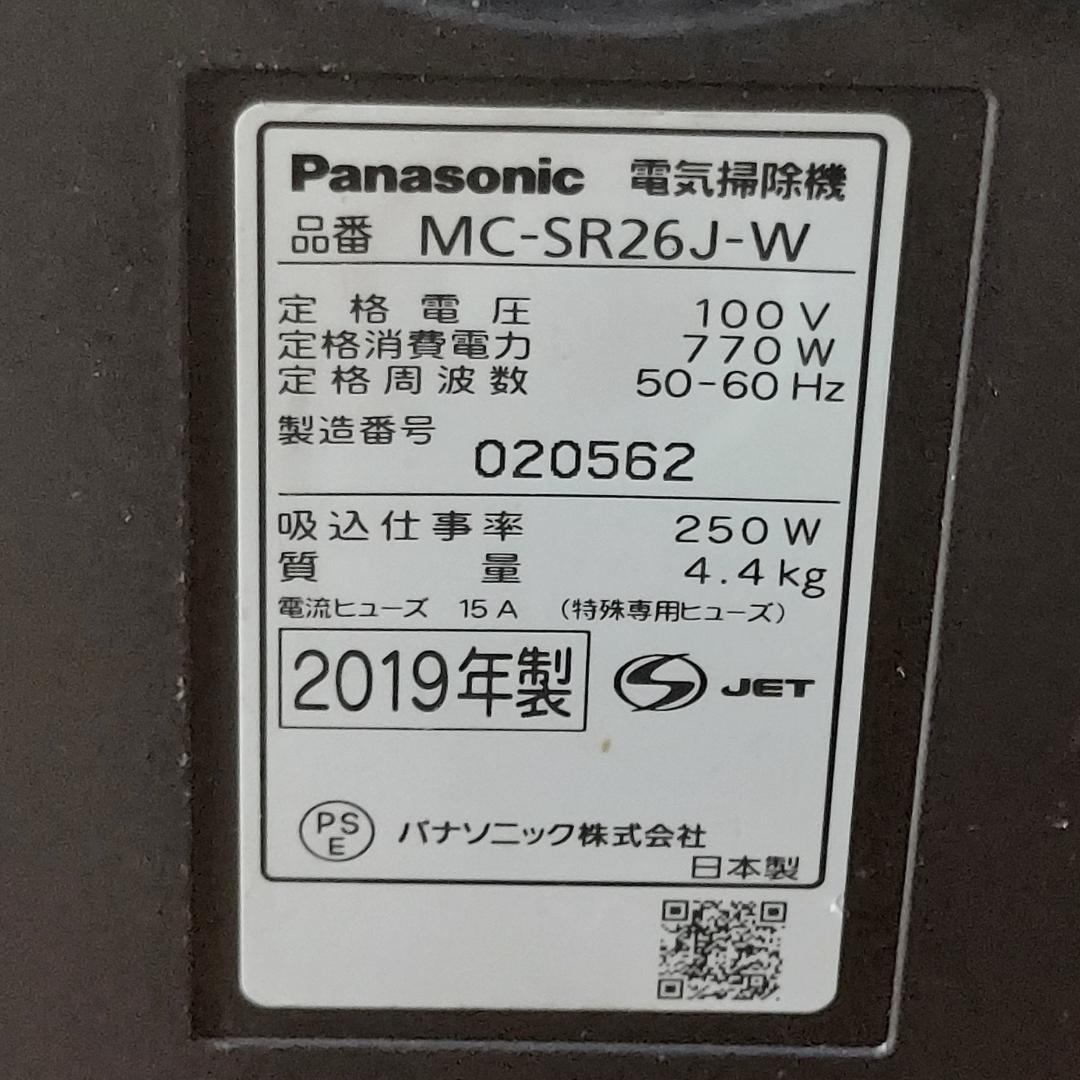 Panasonic 電気掃除機
品番 MC-SR26J-W
定格電圧 100V
定格消費電力 770W
定格周波数 50-60Hz
製造番号 020562
吸込仕事率 250W
質量 4.4kg
電流ヒューズ 15A (特殊専用ヒューズ)
2019年製 S JET
PS
E パナソニック株式会社
日本製